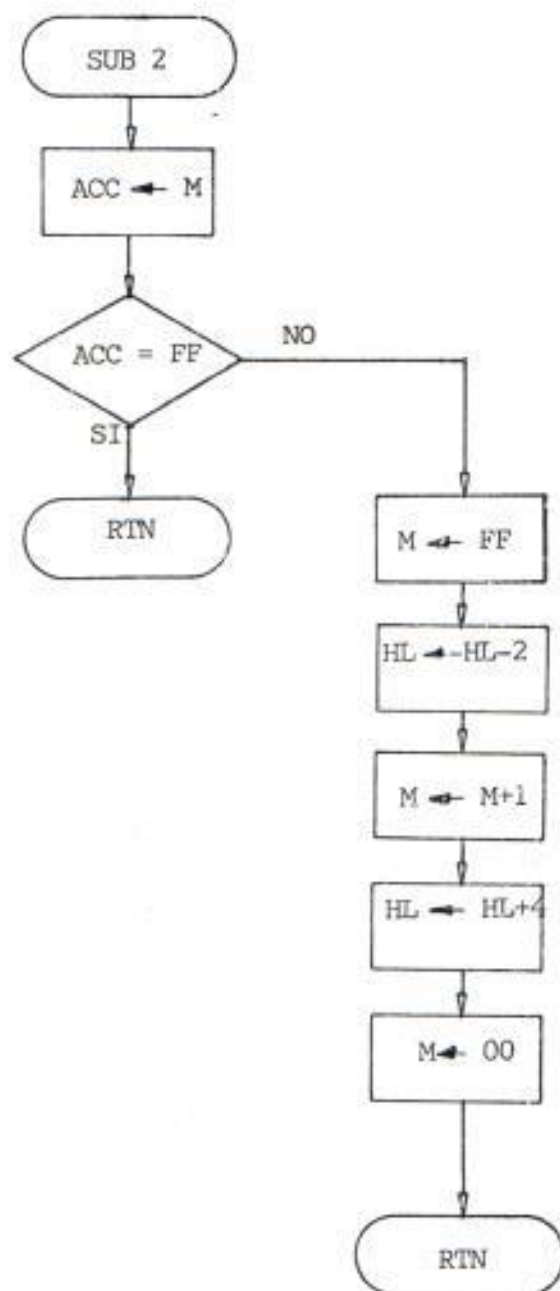 SUB 2
ACC ← M
ACC = FF
NO
SI
RTN
M ← FF
HL ← HL-2
M ← M+1
HL ← HL+4
M ← 00
RTN